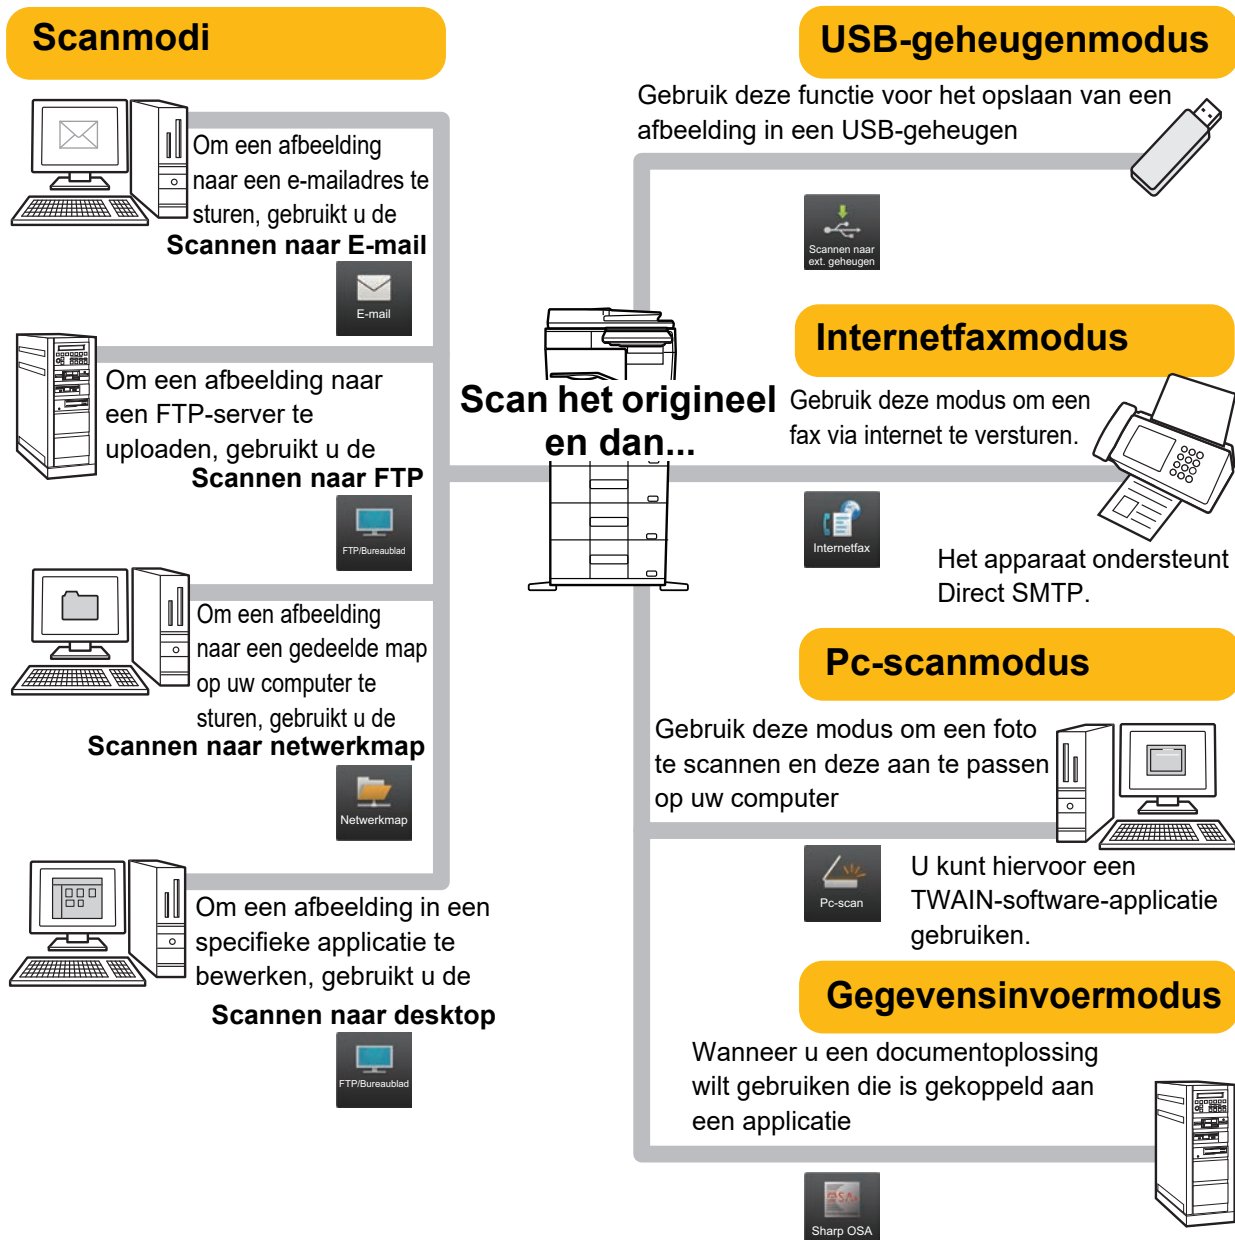 Scanmodi
Om een afbeelding
naar een e-mailadres te
sturen, gebruikt u de
Scannen naar E-mail
E-mail
Om een afbeelding naar
een FTP-server te
uploaden, gebruikt u de
Scannen naar FTP
FTP/Bureaublad
Om een afbeelding
naar een gedeelde map
op uw computer te
sturen, gebruikt u de
Scannen naar netwerkmap
Netwerkmap
Om een afbeelding in een
specifieke applicatie te
bewerken, gebruikt u de
Scannen naar desktop
FTP/Bureaublad
Scan het origineel
en dan...
USB-geheugenmodus
Gebruik deze functie voor het opslaan van een
afbeelding in een USB-geheugen
Scannen naar
ext. geheugen
Internetfaxmodus
Gebruik deze modus om een
fax via internet te versturen.
Internetfax
Het apparaat ondersteunt
Direct SMTP.
Pc-scanmodus
Gebruik deze modus om een foto
te scannen en deze aan te passen
op uw computer
Pc-scan
U kunt hiervoor een
TWAIN-software-applicatie
gebruiken.
Gegevensinvoermodus
Wanneer u een documentoplossing
wilt gebruiken die is gekoppeld aan
een applicatie
OSA
Sharp OSA